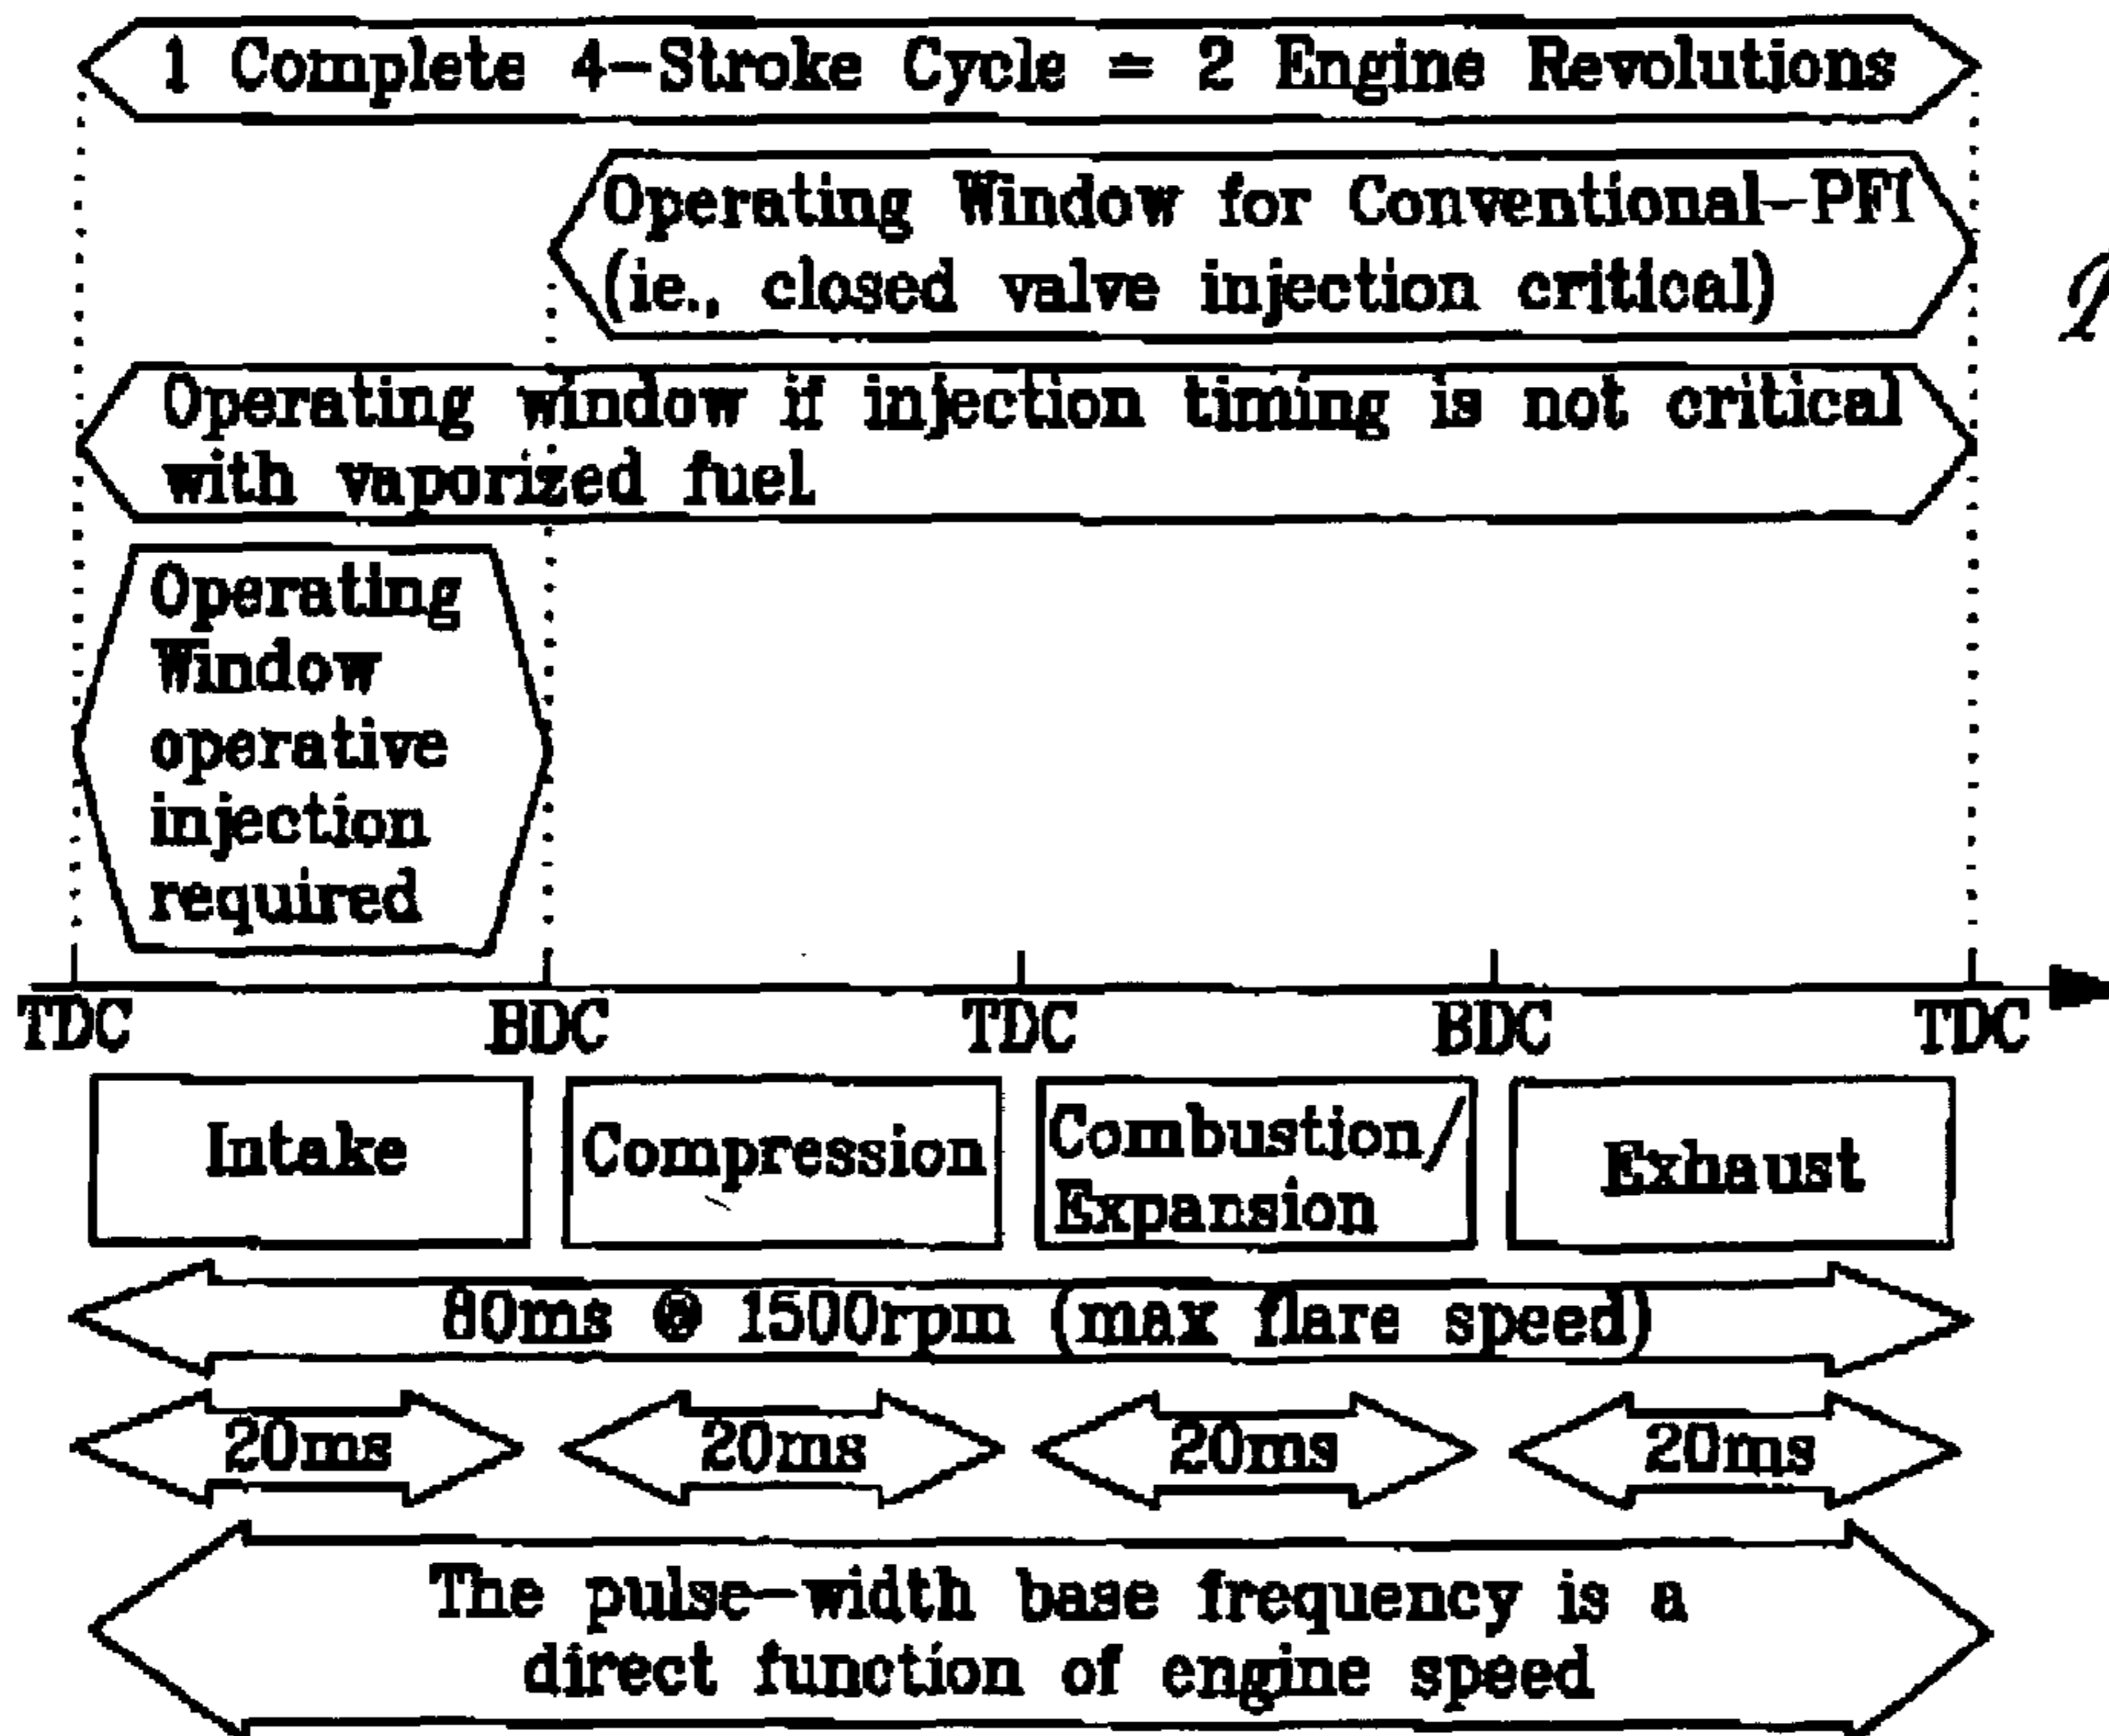 1 Complete 4-Stroke Cycle = 2 Engine Revolutions
Operating Window for Conventional-PFI
(ie., closed valve injection critical)
Operating window if injection timing is not critical
with vaporized fuel
Operating
Window
operative
injection
required
TDC BDC TDC BDC TDC
Intake
Compression
Combustion/
Expansion
Exhaust
80ms @ 1500rpm (max flare speed)
20ms 20ms 20ms 20ms
The pulse-width base frequency is a
direct function of engine speed